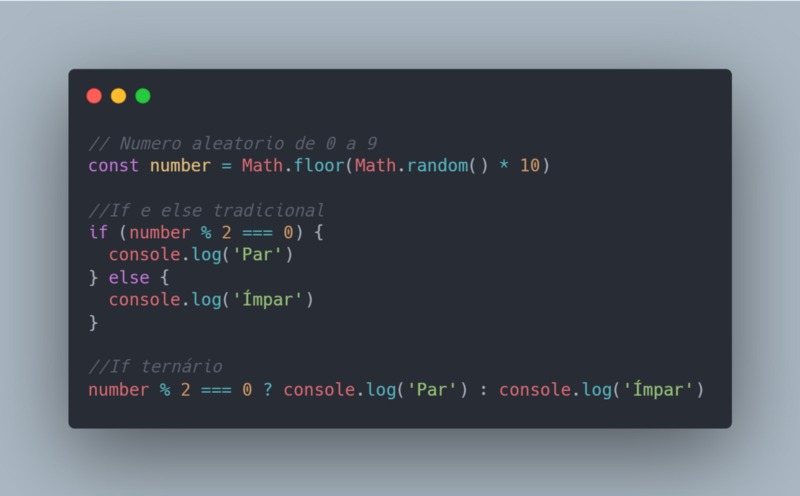 // Numero aleatorio de 0 a 9
const number = Math.floor(Math.random() * 10)
//If e else tradicional
if (number % 2 === 0) {
  console.log('Par')
} else {
  console.log('Ímpar')
}
//If ternário
number % 2 === 0 ? console.log('Par') : console.log('Ímpar')